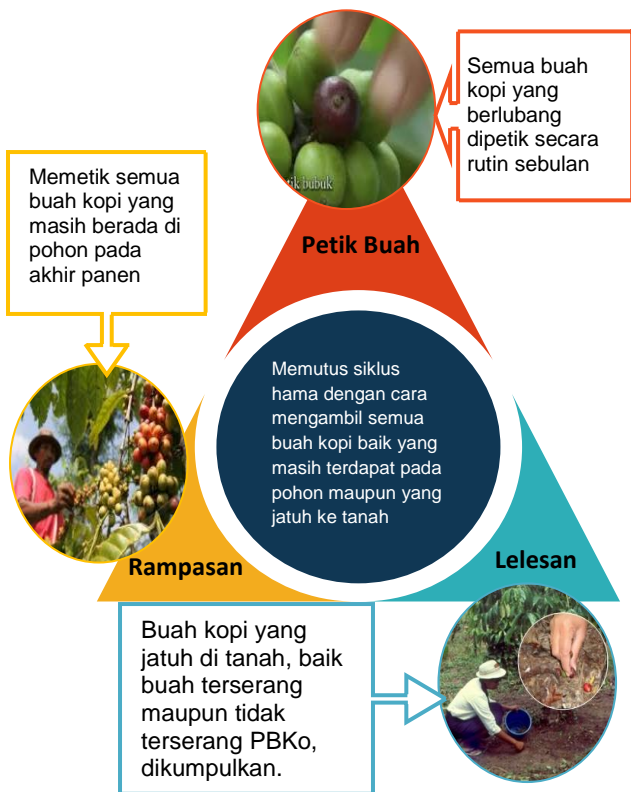 Semua buah
kopi yang
berlubang
dipetik secara
rutin sebulan
tik bubuk
Memetik semua
buah kopi yang
masih berada di
pohon pada
akhir panen
Petik Buah
Memutus siklus
hama dengan cara
mengambil semua
buah kopi baik yang
masih terdapat pada
pohon maupun yang
jatuh ke tanah
Rampasan
Lelesan
Buah kopi yang
jatuh di tanah, baik
buah terserang
maupun tidak
terserang PBKo,
dikumpulkan.